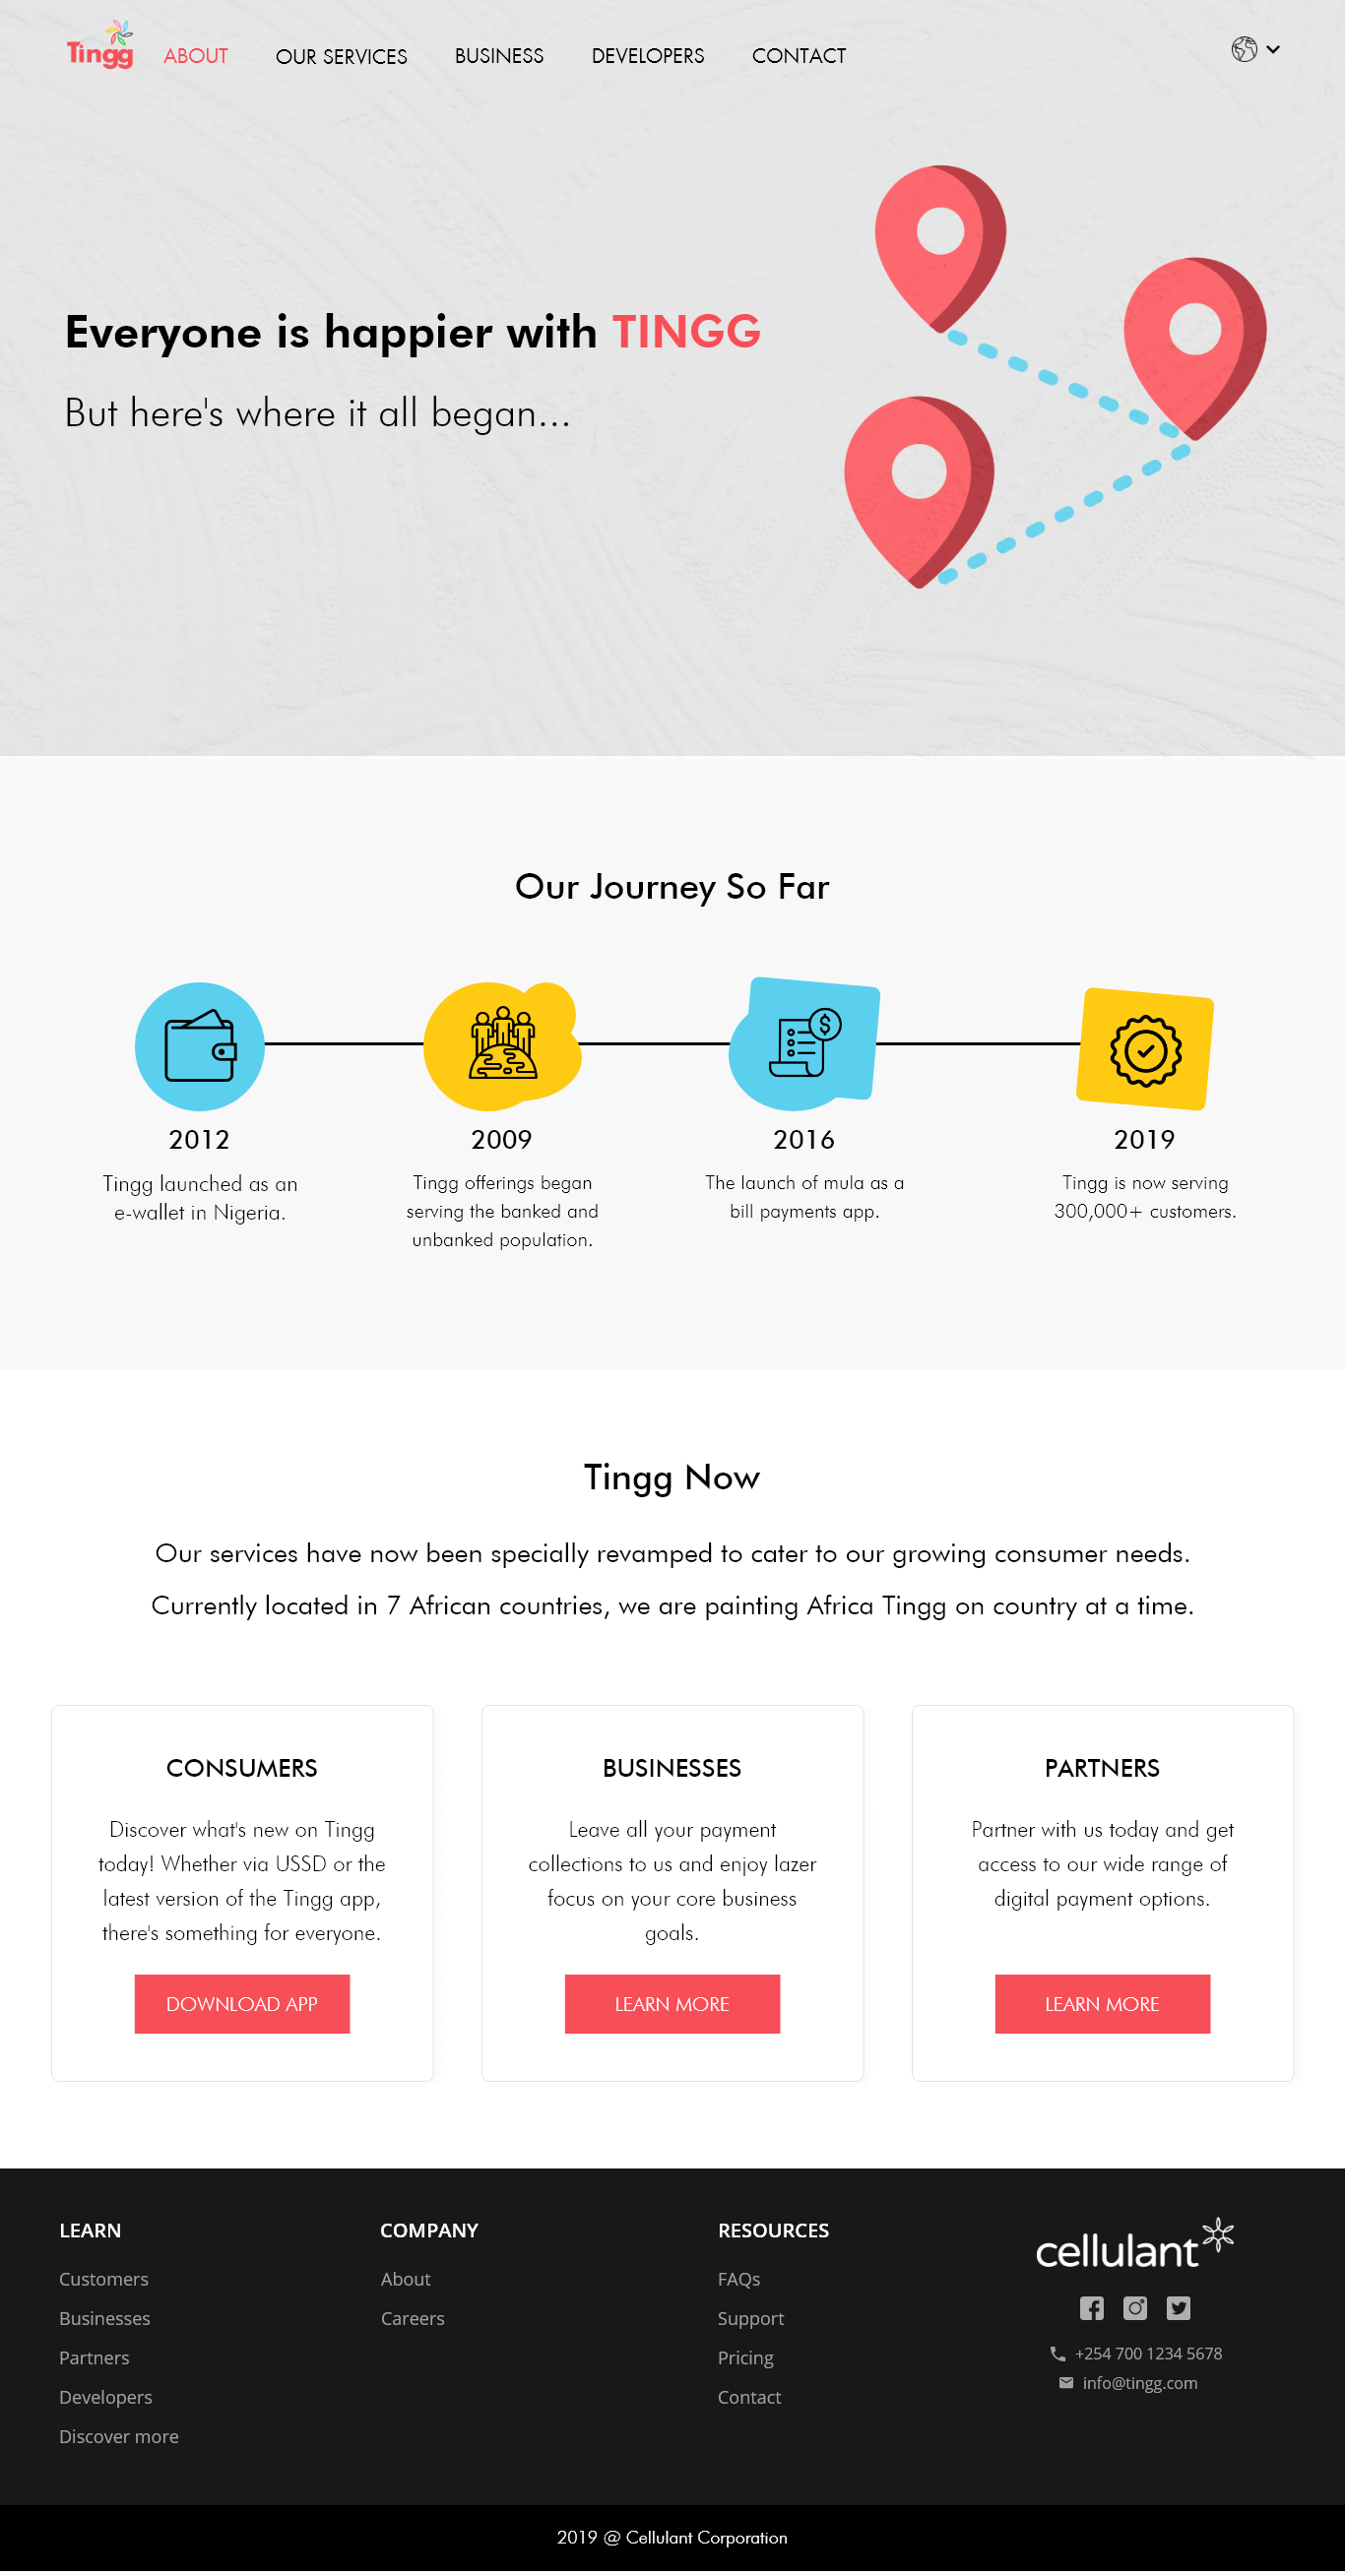 Tingg
ABOUT
OUR SERVICES
BUSINESS
DEVELOPERS
CONTACT
Everyone is happier with TINGG
But here's where it all began...
Our Journey So Far
2012
Tingg launched as an
e-wallet in Nigeria.
2009
Tingg offerings began
serving the banked and
unbanked population.
2016
The launch of mula as a
bill payments app.
2019
Tingg is now serving
300,000+ customers.
Tingg Now
Our services have now been specially revamped to cater to our growing consumer needs.
Currently located in 7 African countries, we are painting Africa Tingg on country at a time.
CONSUMERS
Discover what's new on Tingg
today! Whether via USSD or the
latest version of the Tingg app,
there's something for everyone.
DOWNLOAD APP
BUSINESSES
Leave all your payment
collections to us and enjoy lazer
focus on your core business
goals.
LEARN MORE
PARTNERS
Partner with us today and get
access to our wide range of
digital payment options.
LEARN MORE
LEARN
Customers
Businesses
Partners
Developers
Discover more
COMPANY
About
Careers
RESOURCES
FAQs
Support
Pricing
Contact
cellulant
+254 700 1234 5678
info@tingg.com
2019 @ Cellulant Corporation